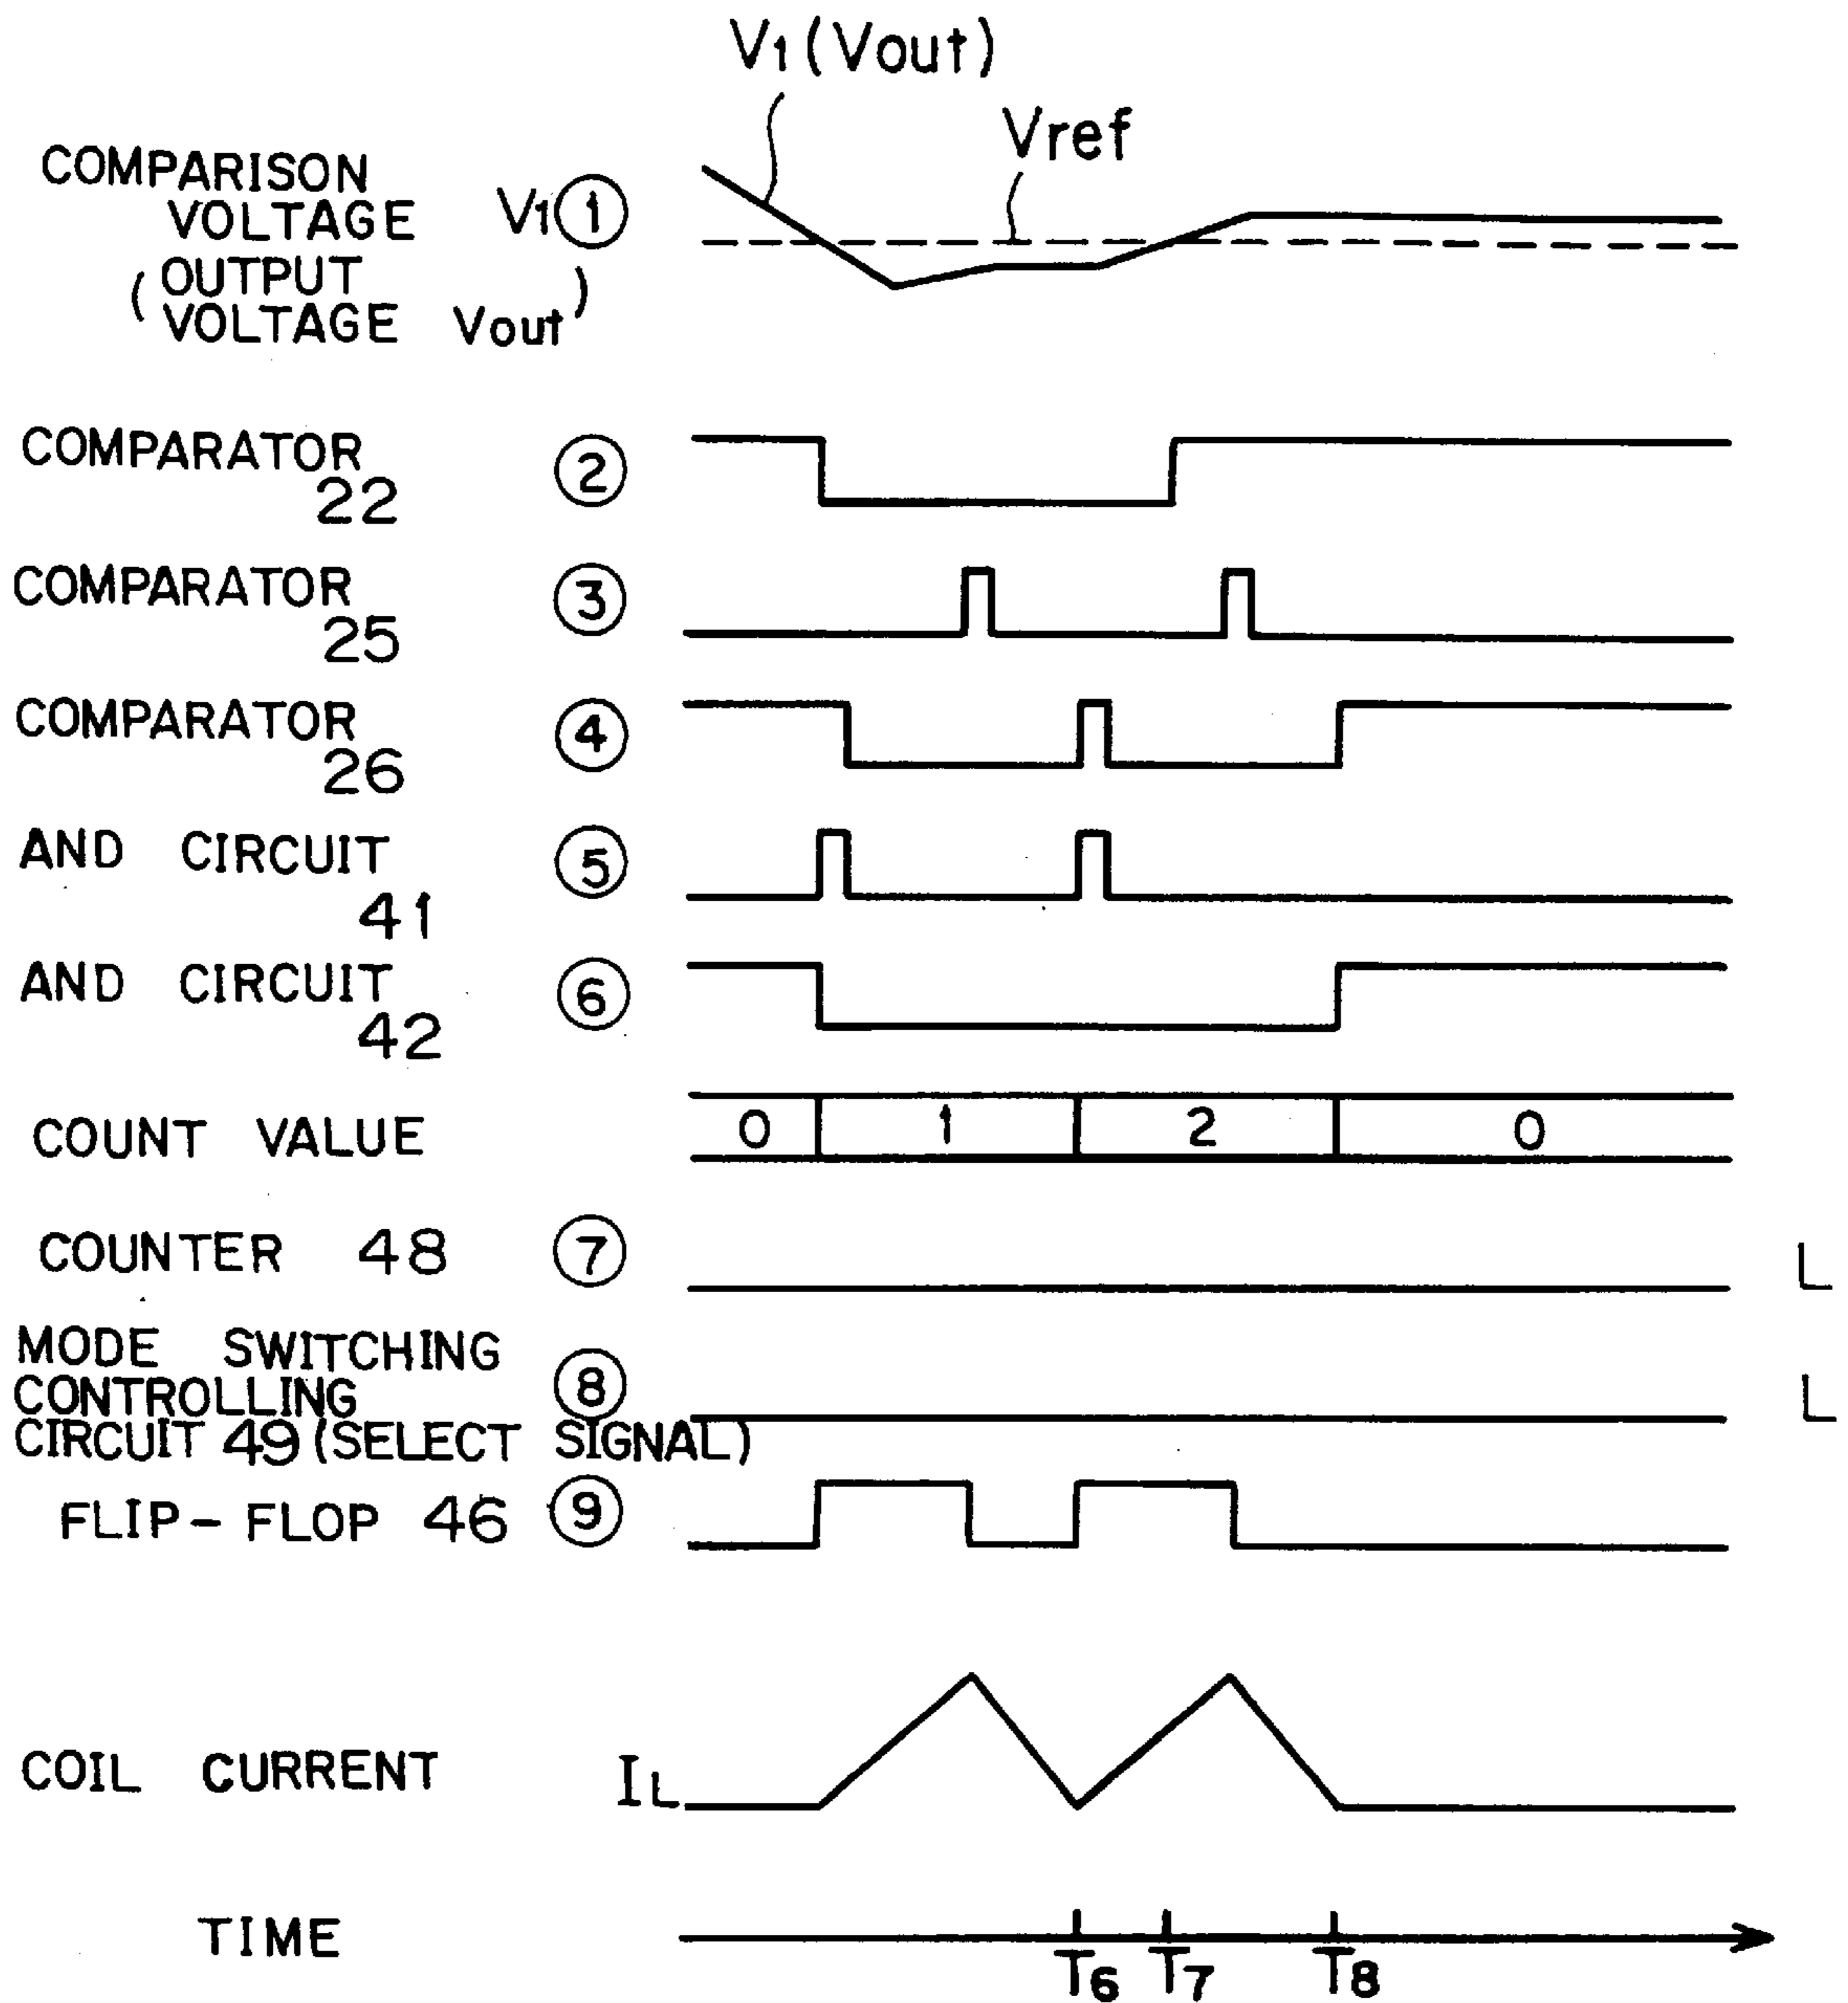 V1 (Vout)
Vref
COMPARISON
VOLTAGE V1 ①
(OUTPUT
VOLTAGE Vout)
COMPARATOR
22 ②
COMPARATOR
25 ③
COMPARATOR
26 ④
AND CIRCUIT
41 ⑤
AND CIRCUIT
42 ⑥
COUNT VALUE 0 1 2 0
COUNTER 48 ⑦ L
MODE SWITCHING
CONTROLLING ⑧ L
CIRCUIT 49 (SELECT SIGNAL)
FLIP-FLOP 46 ⑨
COIL CURRENT IL
TIME T6 T7 T8